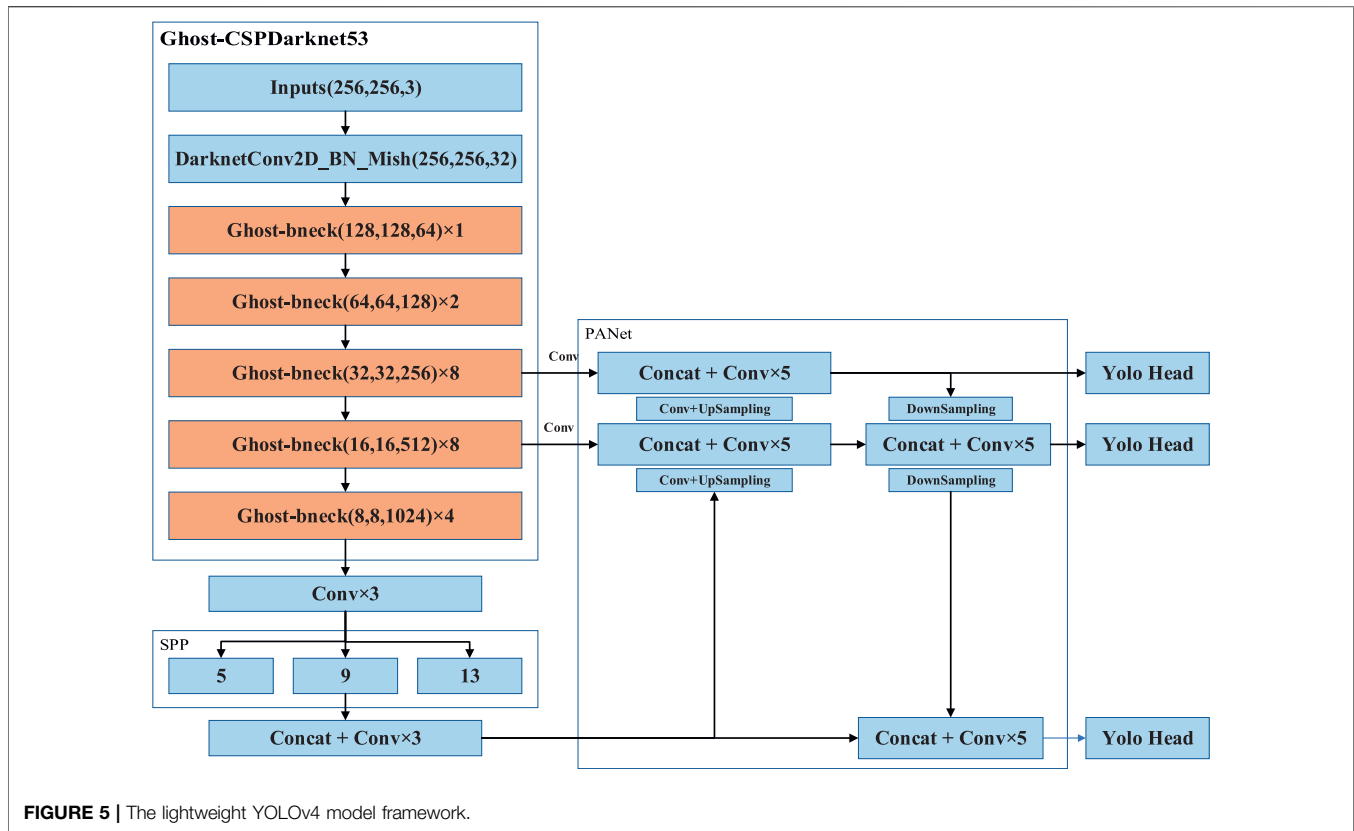 Ghost-CSPDarknet53
Inputs(256,256,3)
DarknetConv2D_BN_Mish(256,256,32)
Ghost-bneck(128,128,64)×1
Ghost-bneck(64,64,128)×2
Ghost-bneck(32,32,256)×8
Ghost-bneck(16,16,512)×8
Ghost-bneck(8,8,1024)×4
Conv×3
SPP
5
9
13
Concat + Conv×3
Conv
Conv
PANet
Concat + Conv×5
Conv+UpSampling
Concat + Conv×5
Conv+UpSampling
DownSampling
Concat + Conv×5
DownSampling
Concat + Conv×5
Yolo Head
Yolo Head
Yolo Head
FIGURE 5 | The lightweight YOLOv4 model framework.